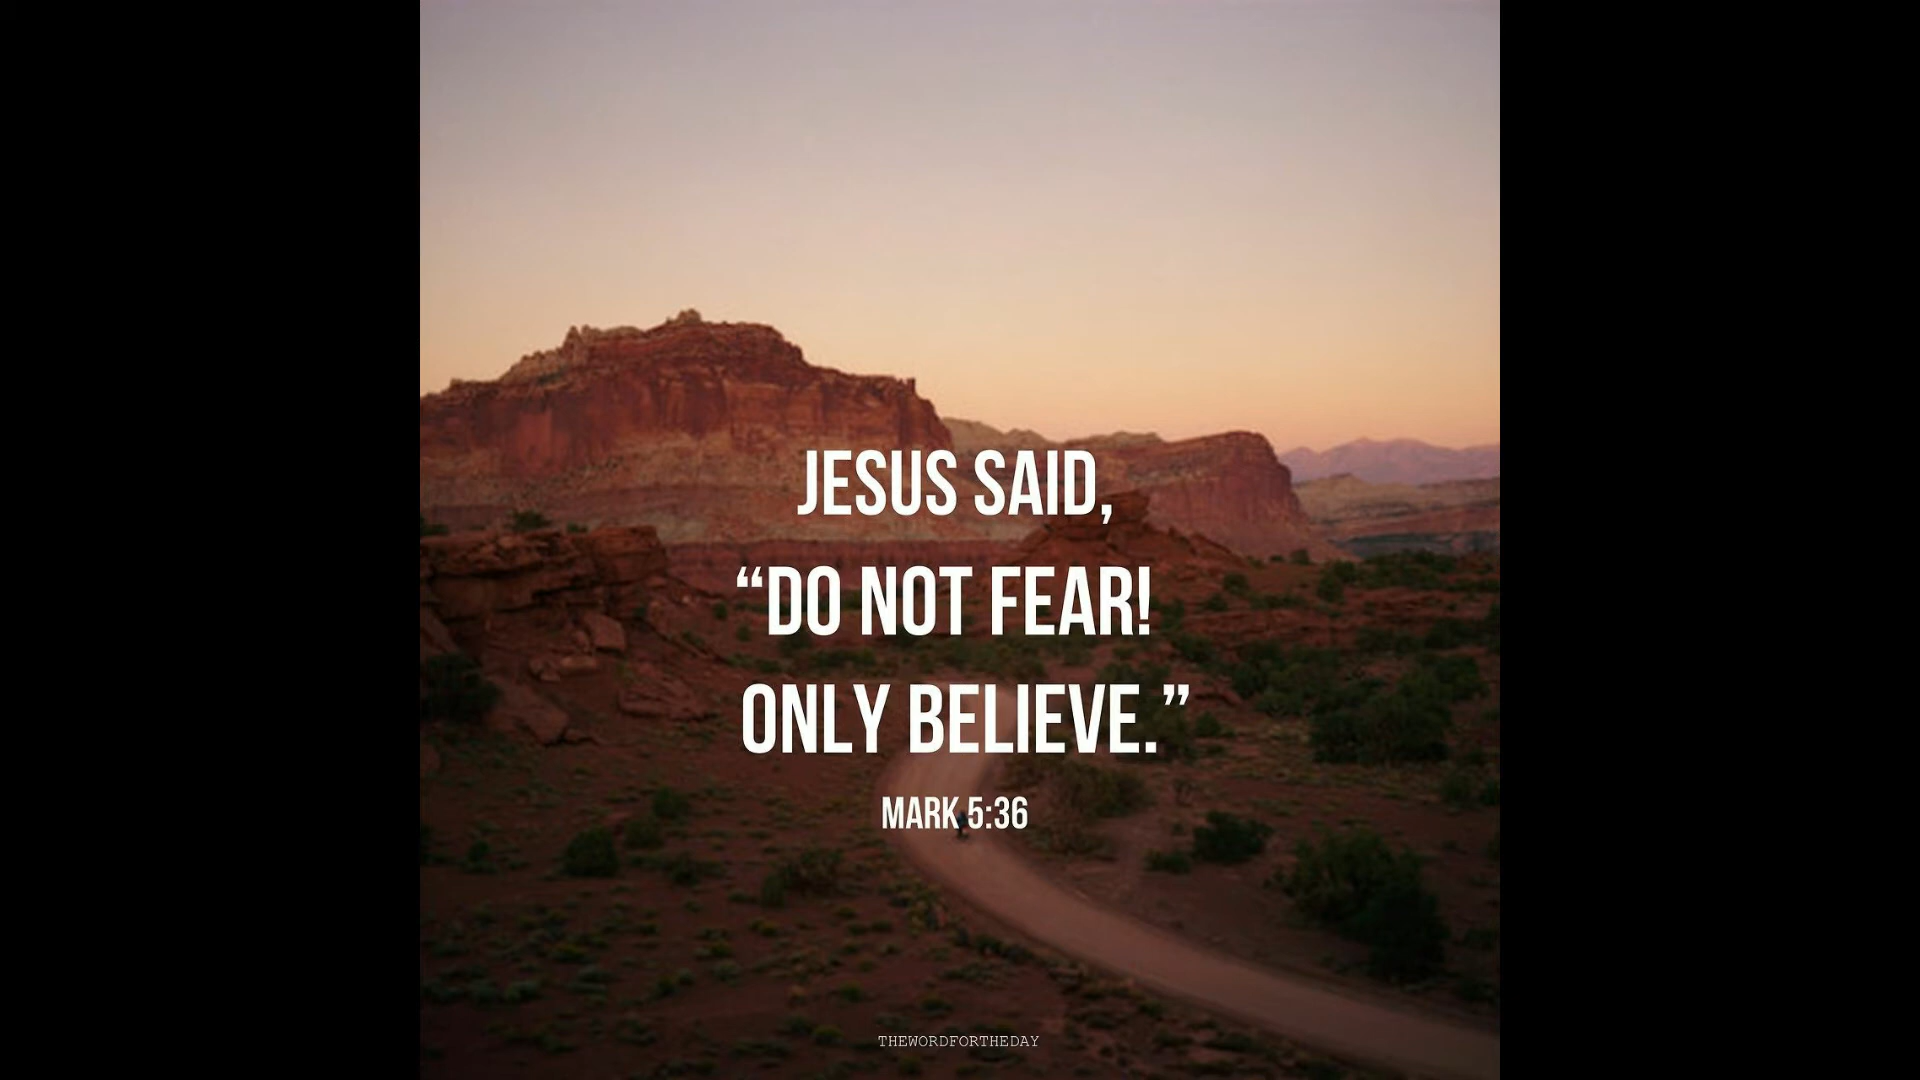 JESUS SAID,
“DO NOT FEAR!
ONLY BELIEVE.”
MARK 5:36
THEWORDFORTHEDAY